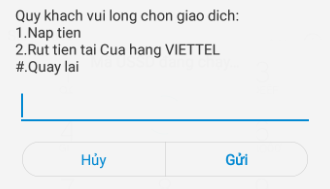 Quy khach vui long chon giao dich:
1.Nap tien
2.Rut tien tai Cua hang VIETTEL
#.Quay lai
Hủy
Gửi